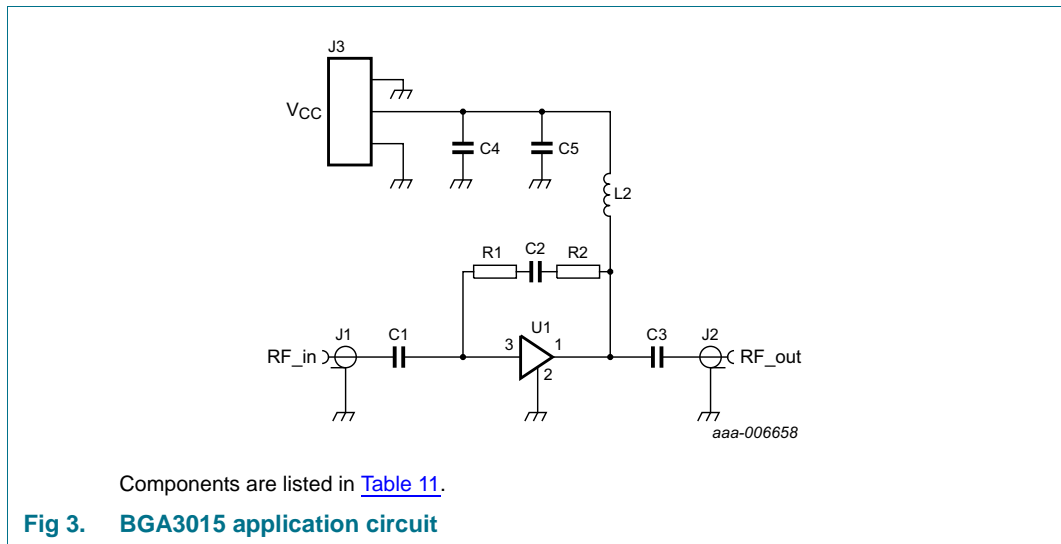 J3
VCC
C4
C5
L2
R1
C2
R2
J1
C1
U1
C3
J2
RF_in
3
1
RF_out
2
aaa-006658
Components are listed in Table 11.
Fig 3. BGA3015 application circuit